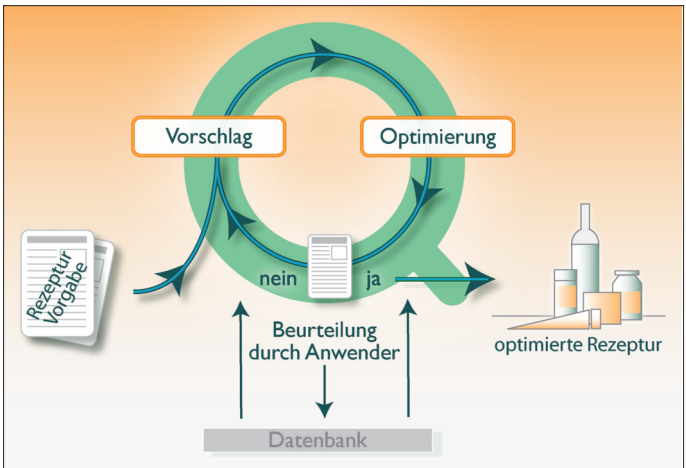 Vorschlag
Optimierung
Rezeptur
Vorgabe
nein
ja
Beurteilung
durch Anwender
optimierte Rezeptur
Datenbank